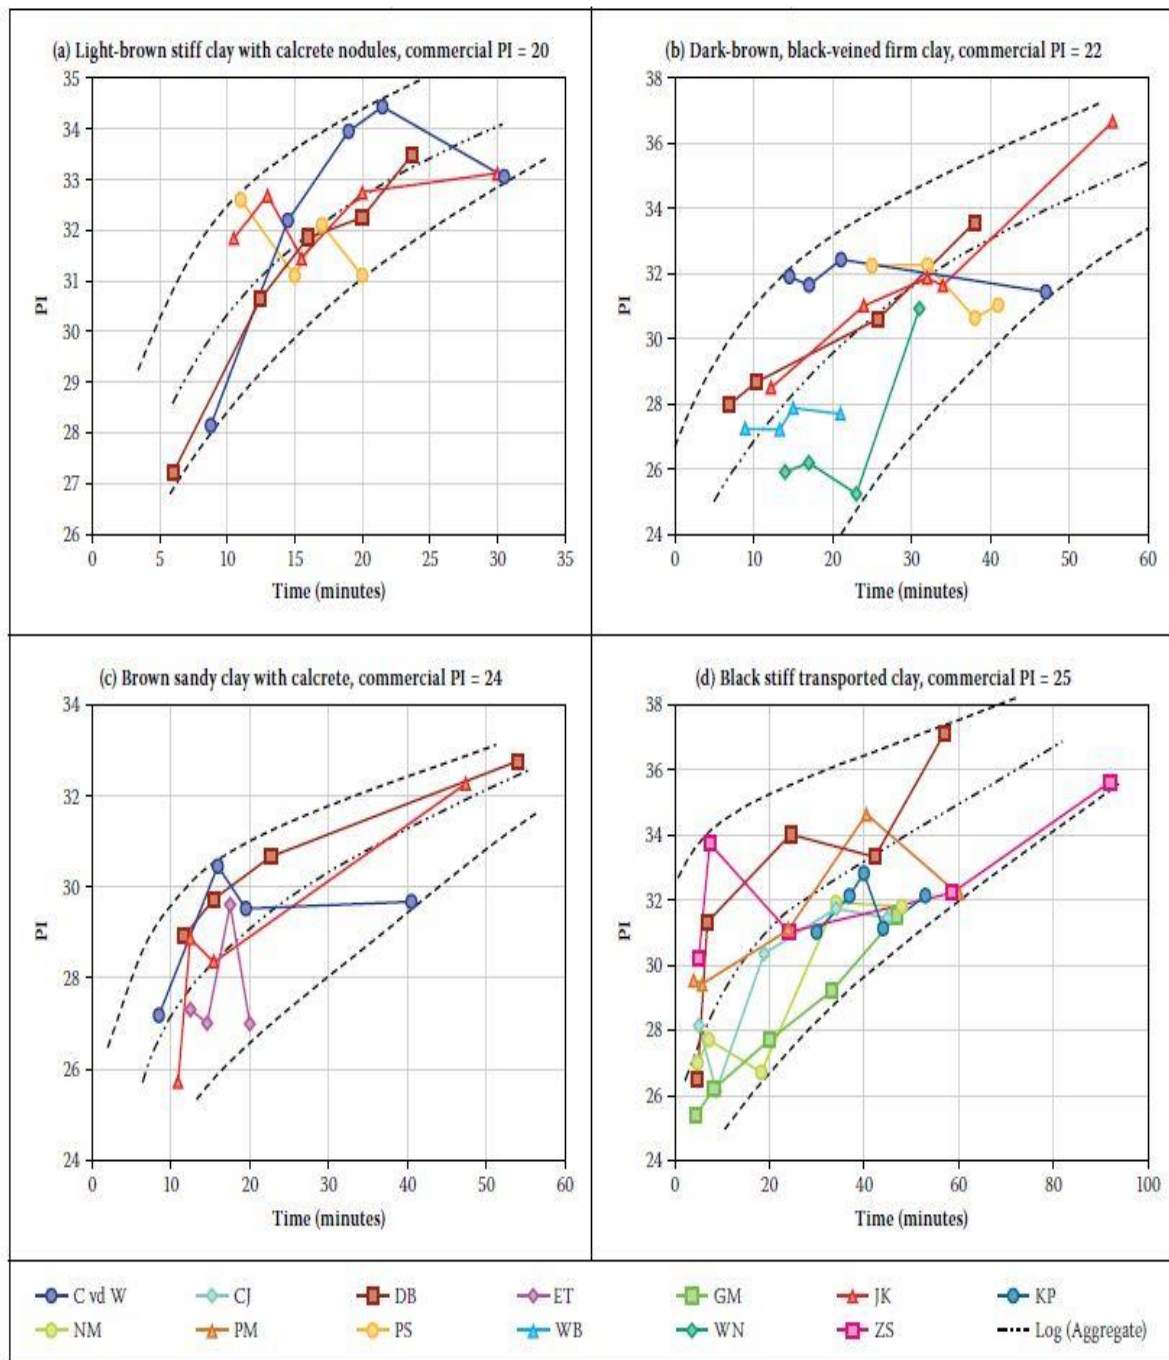 (a) Light-brown stiff clay with calcrete nodules, commercial PI = 20
35
34
33
32
31
30
29
28
27
26
PI
0 5 10 15 20 25 30 35
Time (minutes)
(b) Dark-brown, black-veined firm clay, commercial PI = 22
38
36
34
32
30
28
26
24
PI
0 10 20 30 40 50 60
Time (minutes)
(c) Brown sandy clay with calcrete, commercial PI = 24
34
32
30
28
26
24
PI
0 10 20 30 40 50 60
Time (minutes)
(d) Black stiff transported clay, commercial PI = 25
38
36
34
32
30
28
26
24
PI
0 20 40 60 80 100
Time (minutes)
C vd W CJ DB ET GM JK KP
NM PM PS WB WN ZS Log (Aggregate)